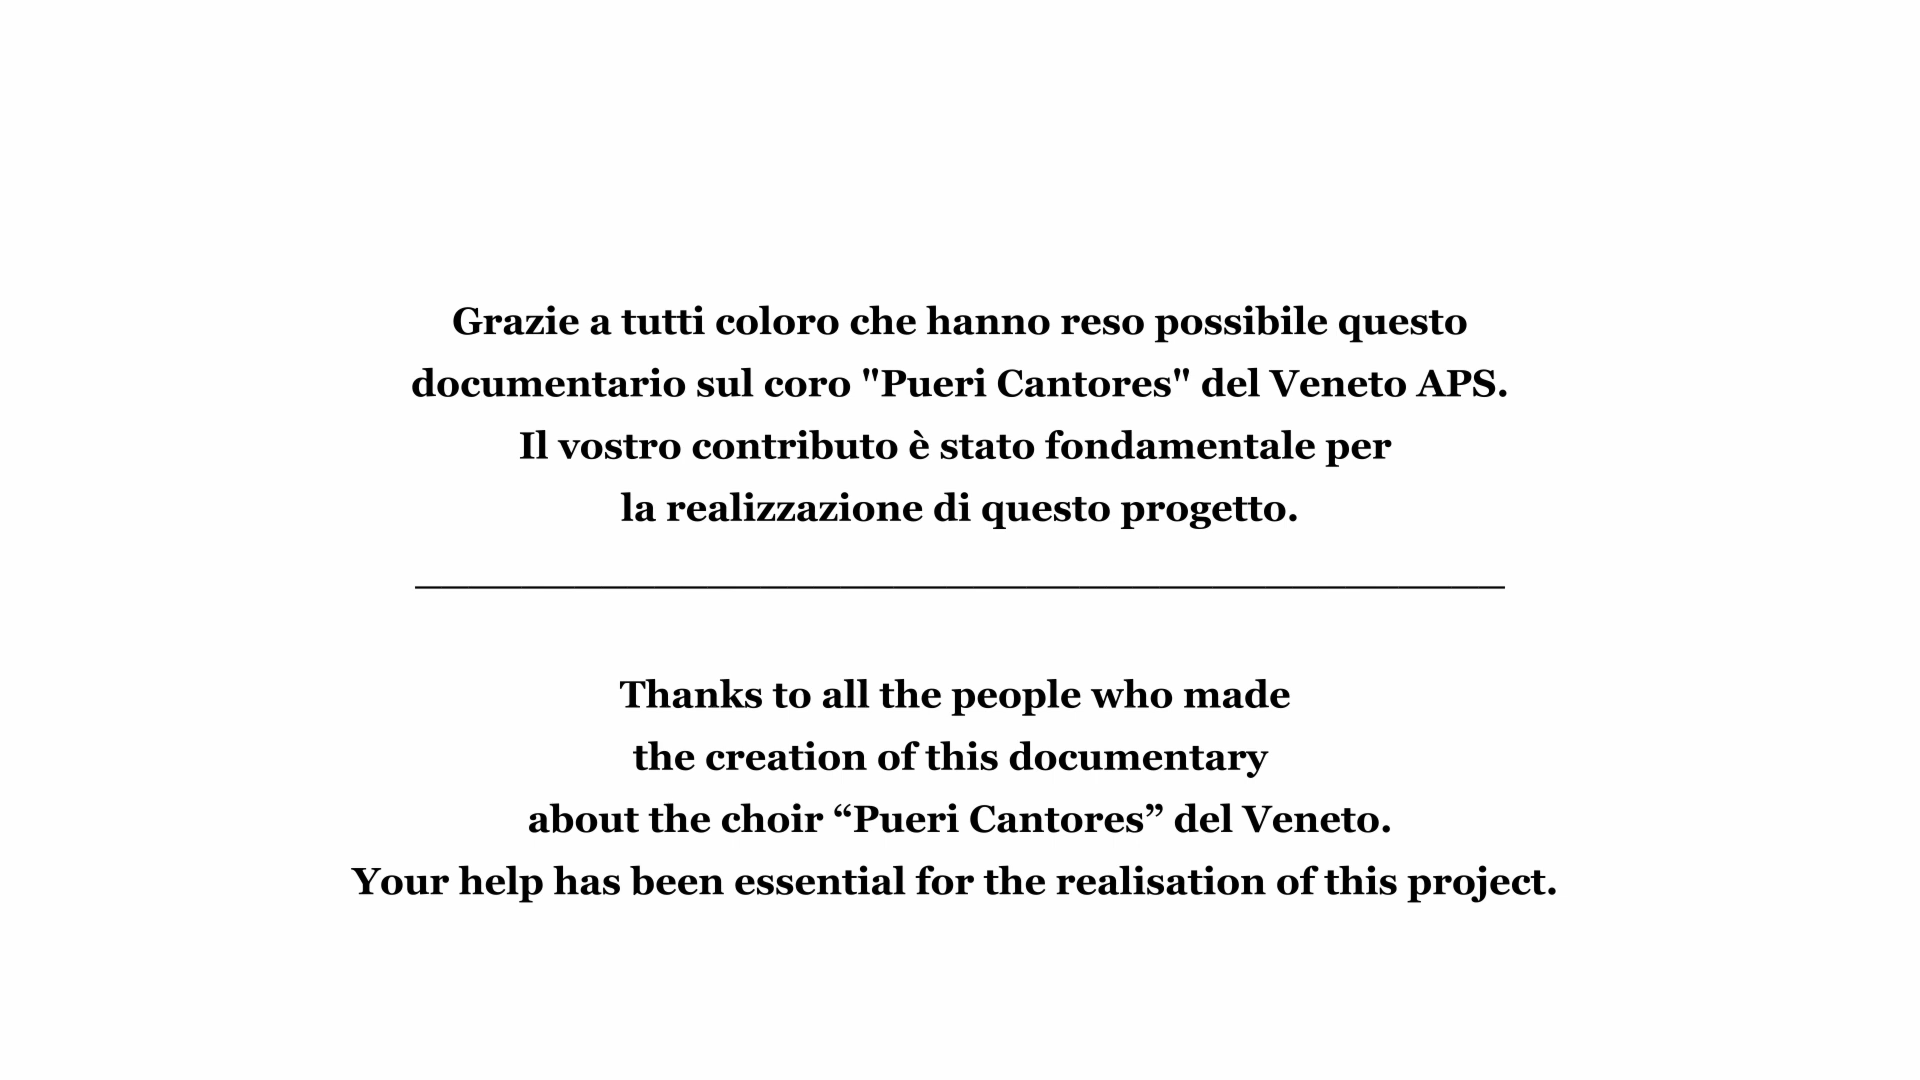 Grazie a tutti coloro che hanno reso possibile questo
documentario sul coro "Pueri Cantores" del Veneto APS.
Il vostro contributo è stato fondamentale per
la realizzazione di questo progetto.
Thanks to all the people who made
the creation of this documentary
about the choir “Pueri Cantores” del Veneto.
Your help has been essential for the realisation of this project.